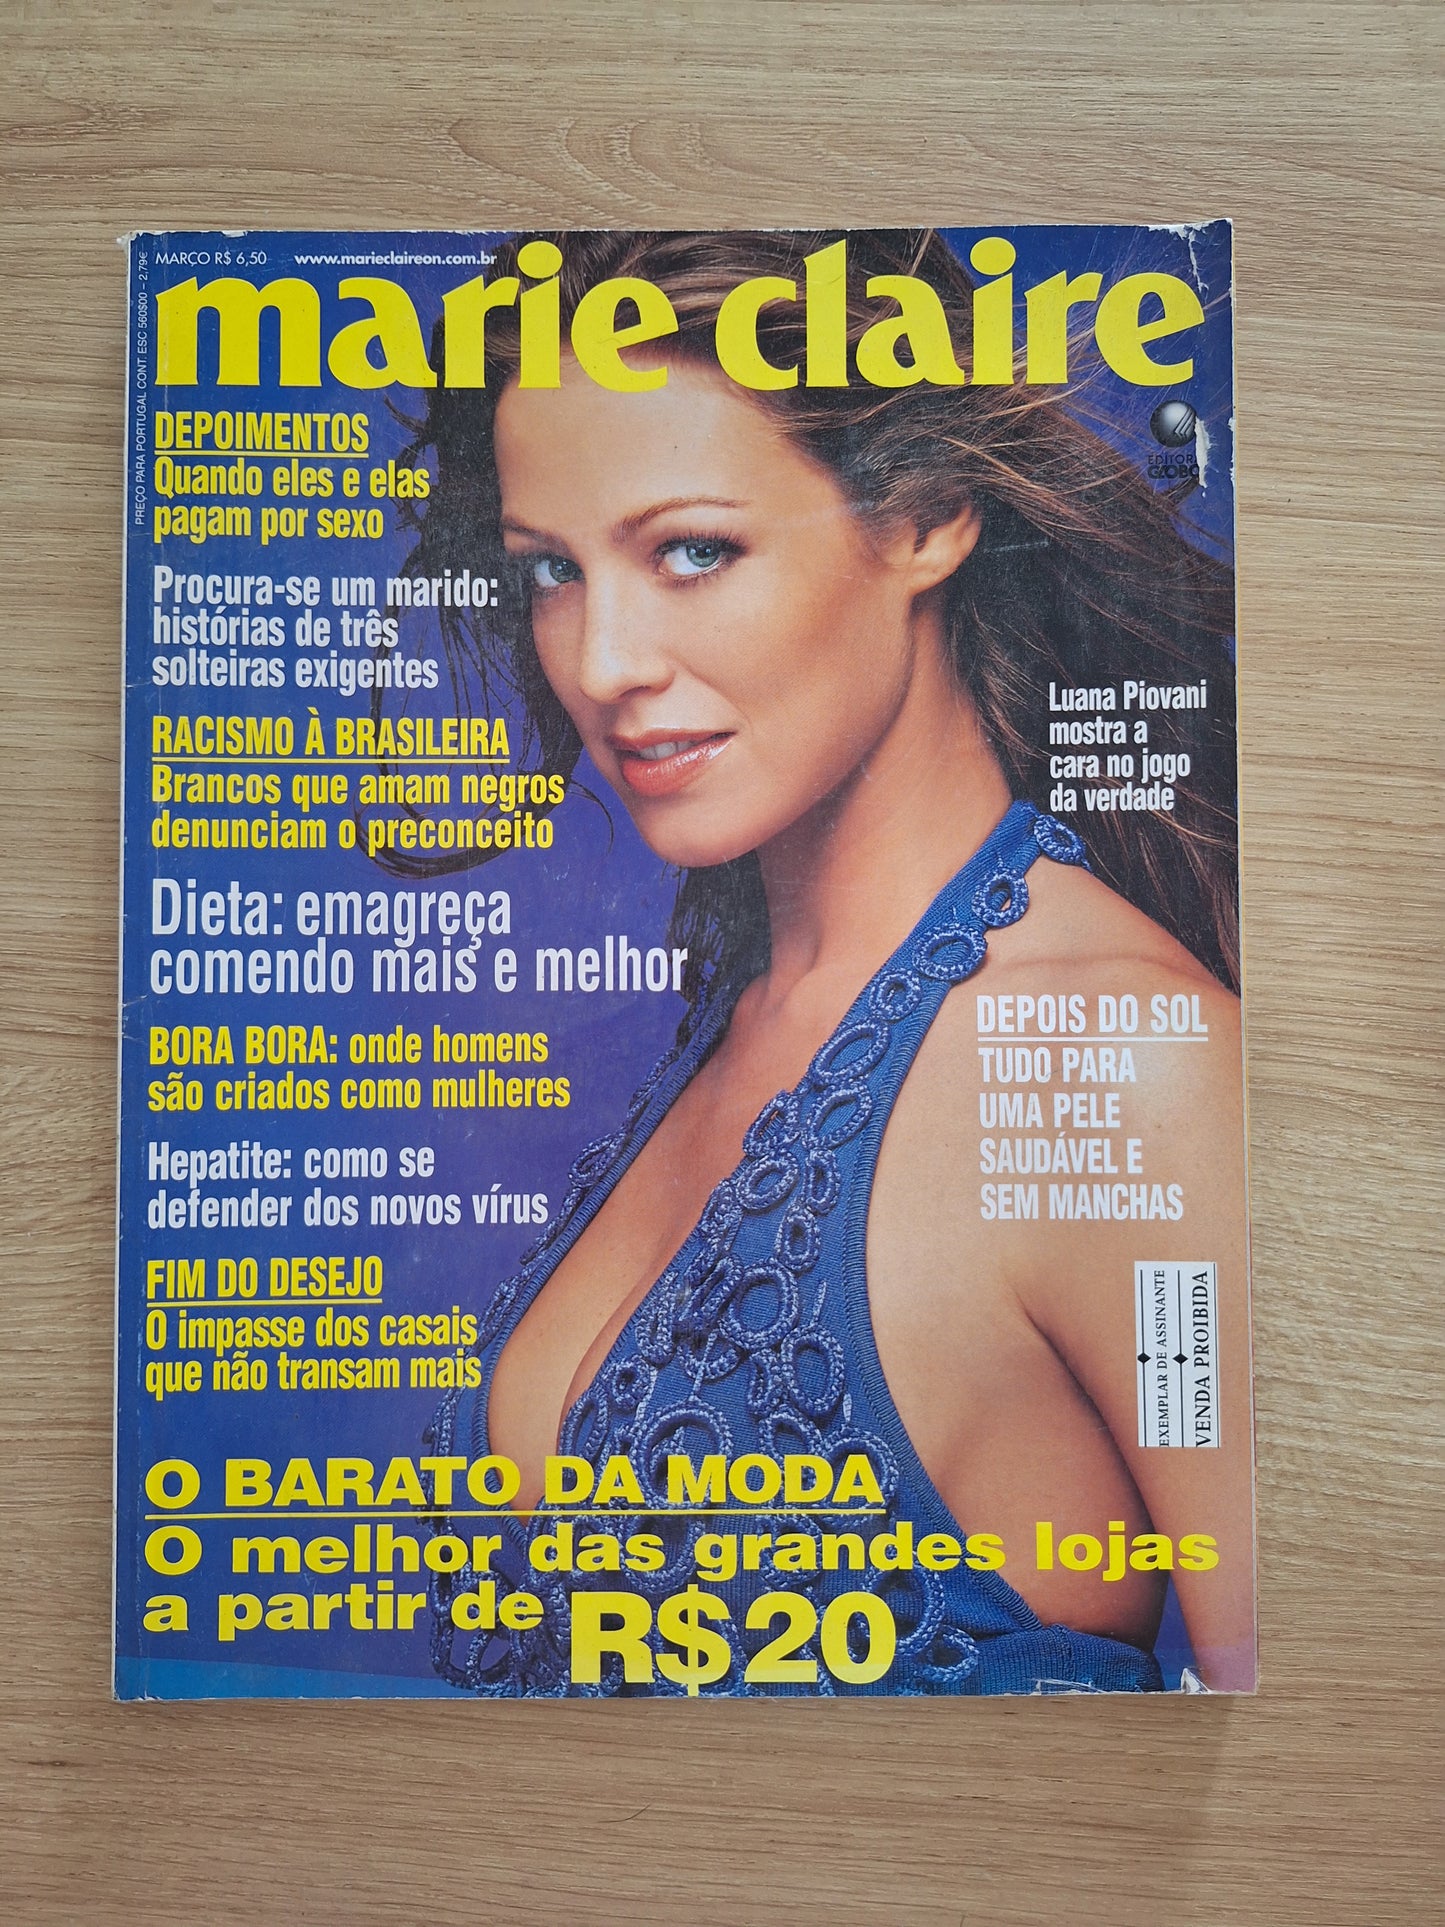 MARÇO R$ 6,50 www.marieclaireon.com.br
PREÇO PARA PORTUGAL CONT. ESC 560$00 – 2,79€
marie claire
EDITORA
GLOBO
DEPOIMENTOS
Quando eles e elas
pagam por sexo
Procura-se um marido:
histórias de três
solteiras exigentes
RACISMO À BRASILEIRA
Brancos que amam negros
denunciam o preconceito
Luana Piovani
mostra a
cara no jogo
da verdade
Dieta: emagreça
comendo mais e melhor
BORA BORA: onde homens
são criados como mulheres
Hepatite: como se
defender dos novos vírus
DEPOIS DO SOL
TUDO PARA
UMA PELE
SAUDÁVEL E
SEM MANCHAS
FIM DO DESEJO
O impasse dos casais
que não transam mais
EXEMPLAR DE ASSINANTE
VENDA PROIBIDA
O BARATO DA MODA
O melhor das grandes lojas
a partir de R$20